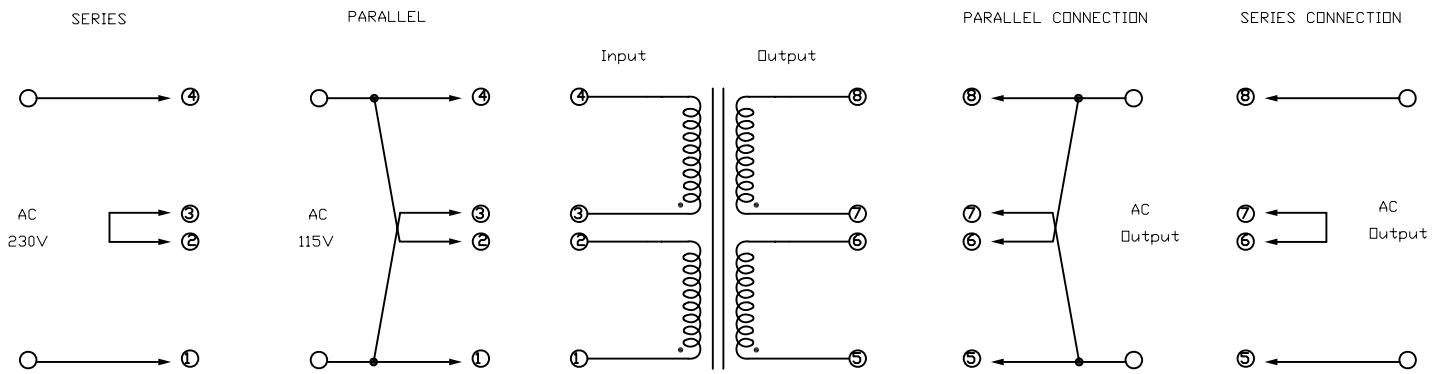 SERIES
PARALLEL
PARALLEL CONNECTION
SERIES CONNECTION
Input
Output
4
4
4
8
8
8
AC
230V
3
2
AC
115V
3
2
3
2
7
6
7
6
AC
Output
7
6
AC
Output
1
1
1
5
5
5